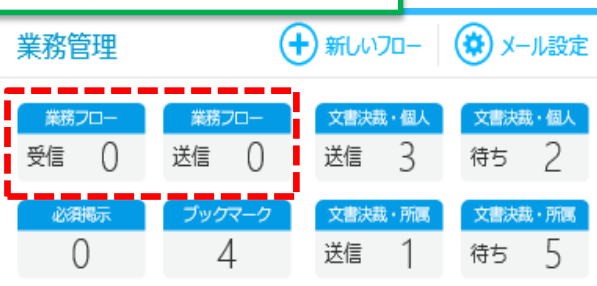 業務管理 新しいフロー メール設定
業務フロー 業務フロー 文書決裁・個人 文書決裁・個人
受信 0 送信 0 送信 3 待ち 2
必須掲示 ブックマーク 文書決裁・所属 文書決裁・所属
0 4 送信 1 待ち 5